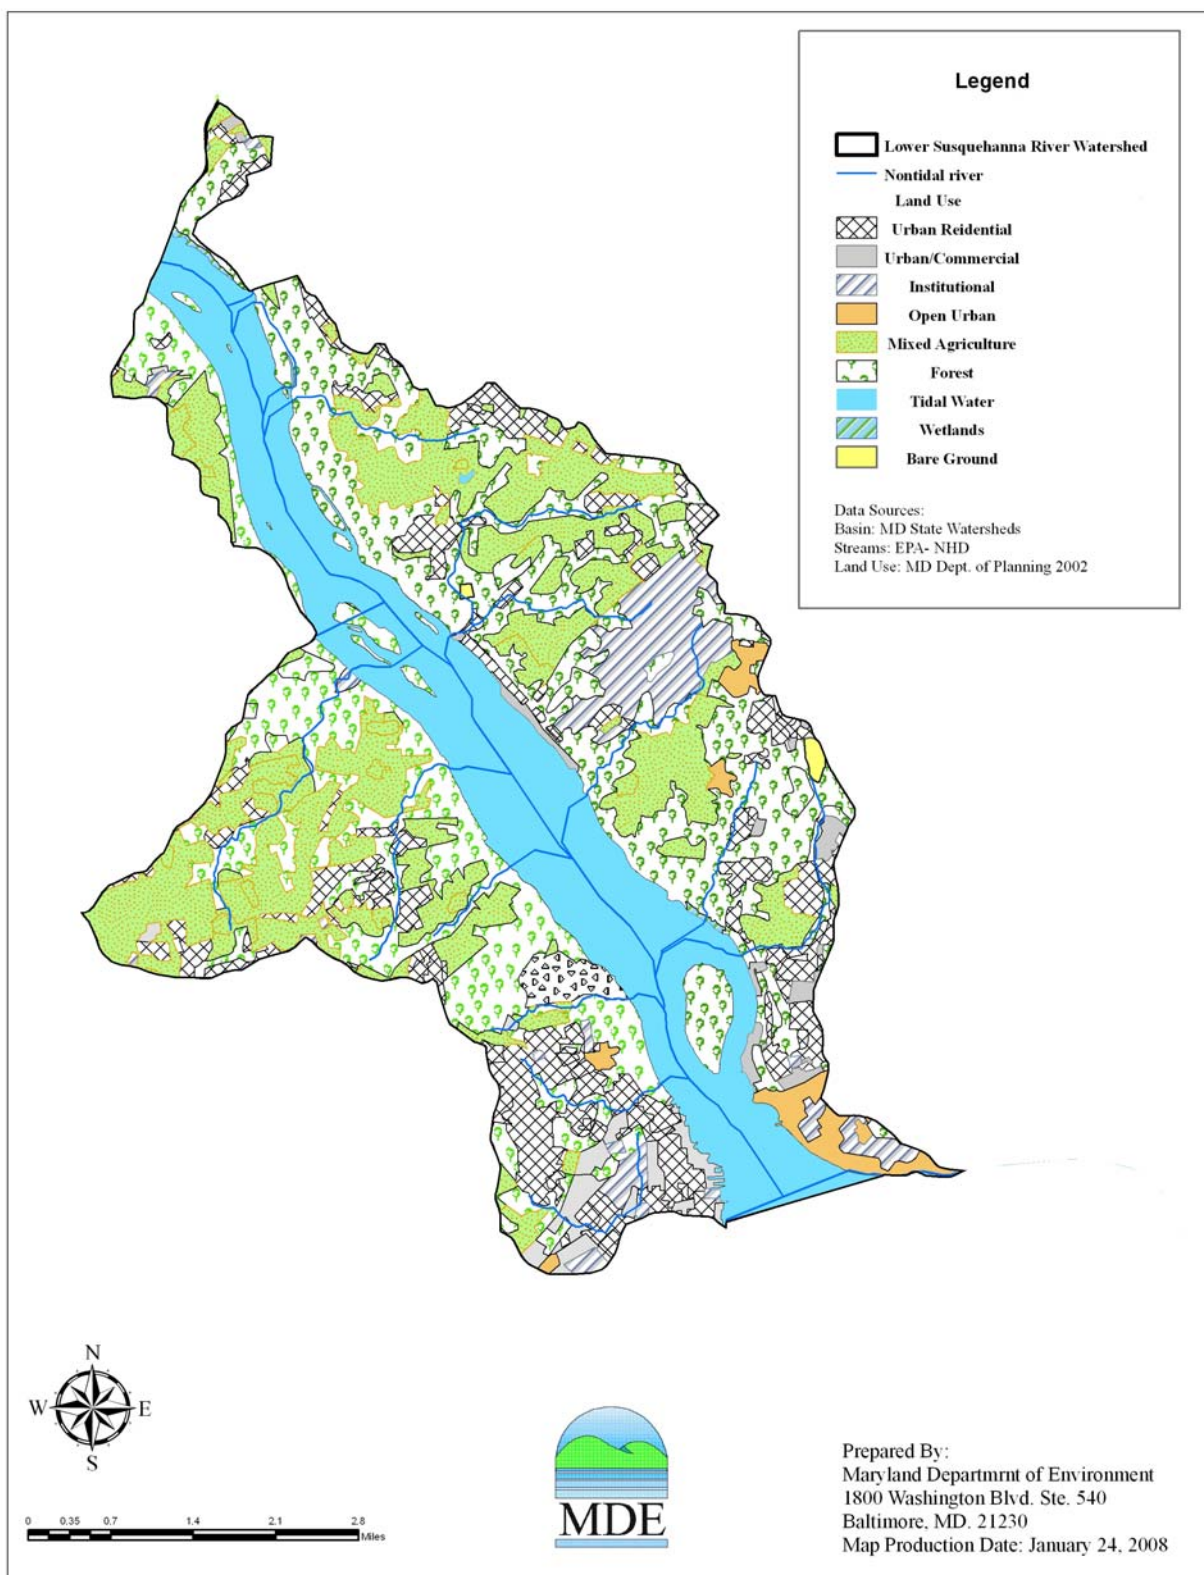 Legend
Lower Susquehanna River Watershed
Nontidal river
Land Use
Urban Reidential
Urban/Commercial
Institutional
Open Urban
Mixed Agriculture
Forest
Tidal Water
Wetlands
Bare Ground
Data Sources:
Basin: MD State Watersheds
Streams: EPA- NHD
Land Use: MD Dept. of Planning 2002
N
W E
S
0 0.35 0.7 1.4 2.1 2.8
Miles
MDE
Prepared By:
Maryland Departmrnt of Environment
1800 Washington Blvd. Ste. 540
Baltimore, MD. 21230
Map Production Date: January 24, 2008